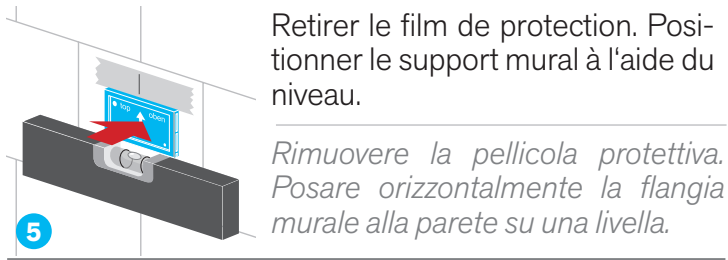 Retirer le film de protection. Posi-
tionner le support mural à l‘aide du
niveau.
Rimuovere la pellicola protettiva.
Posare orizzontalmente la flangia
murale alla parete su una livella.
top oben
5